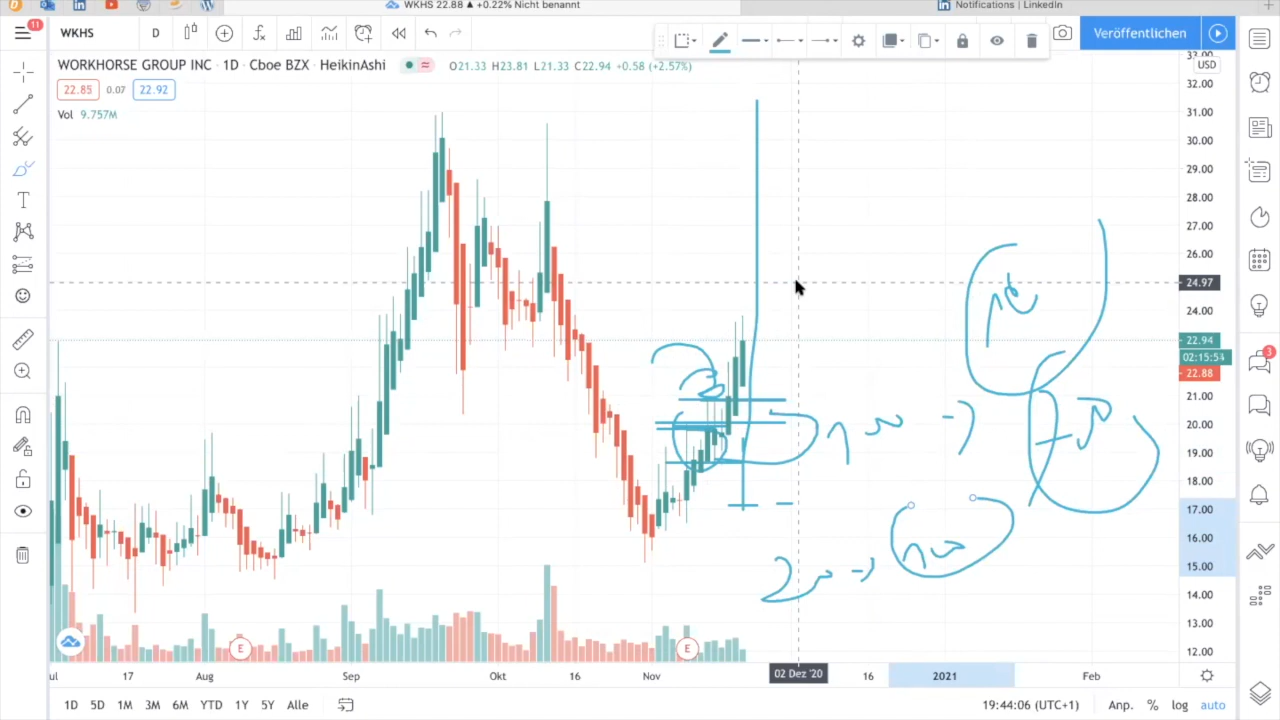 WKHS 22.88 ▲ +0.22% Nicht benannt
Notifications | LinkedIn
11
WKHS
D
Veröffentlichen
WORKHORSE GROUP INC · 1D · Cboe BZX · HeikinAshi
O21.33 H23.81 L21.33 C22.94 +0.58 (+2.57%)
22.85 0.07 22.92
Vol 9.757M
USD
33.00
32.00
31.00
30.00
29.00
28.00
27.00
26.00
24.97
24.00
22.94
02:15:54
22.88
21.00
20.00
19.00
18.00
17.00
16.00
15.00
14.00
13.00
12.00
3
E
E
ul
17
Aug
Sep
Okt
16
Nov
02 Dez '20
16
2021
Feb
1D 5D 1M 3M 6M YTD 1Y 5Y Alle
19:44:06 (UTC+1)
Anp. % log auto